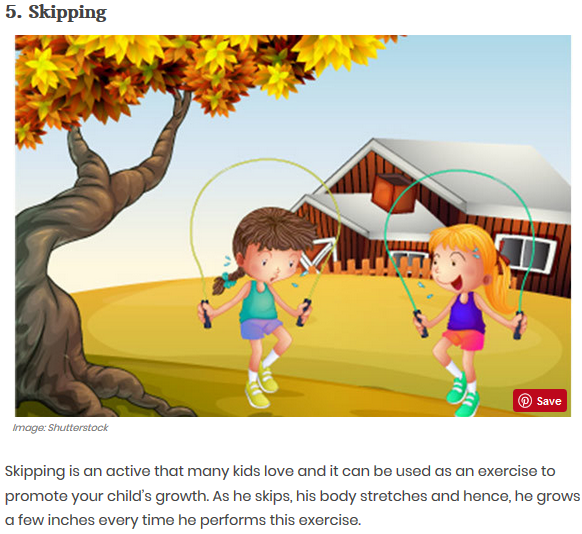 5. Skipping
Save
Image: Shutterstock
Skipping is an active that many kids love and it can be used as an exercise to
promote your child's growth. As he skips, his body stretches and hence, he grows
a few inches every time he performs this exercise.